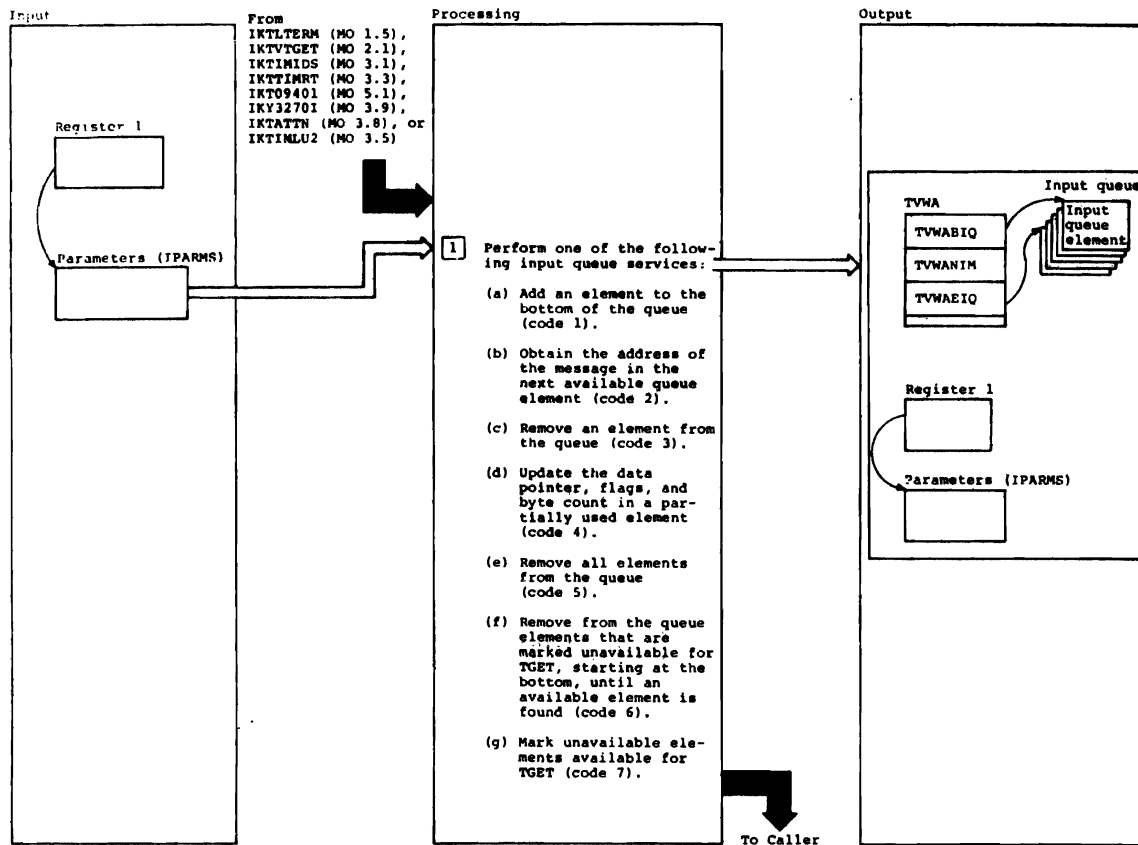 Input
From
IKTLTERM (MO 1.5),
IKTVTGET (MO 2.1),
IKTIMIDS (MO 3.1),
IKTTIMRT (MO 3.3),
IKT09401 (MO 5.1),
IKY3270I (MO 3.9),
IKTATTN (MO 3.8), or
IKTINLU2 (MO 3.5)
Register 1
Parameters (IPARMS)
Processing
1 Perform one of the follow-
ing input queue services:
(a) Add an element to the
bottom of the queue
(code 1).
(b) Obtain the address of
the message in the
next available queue
element (code 2).
(c) Remove an element from
the queue (code 3).
(d) Update the data
pointer, flags, and
byte count in a par-
tially used element
(code 4).
(e) Remove all elements
from the queue
(code 5).
(f) Remove from the queue
elements that are
marked unavailable for
TGET, starting at the
bottom, until an
available element is
found (code 6).
(g) Mark unavailable ele-
ments available for
TGET (code 7).
To Caller
Output
Input queue
TVWA
TVWABIQ
TVWANIM
TVWAEIQ
Input
queue
element
Register 1
Parameters (IPARMS)